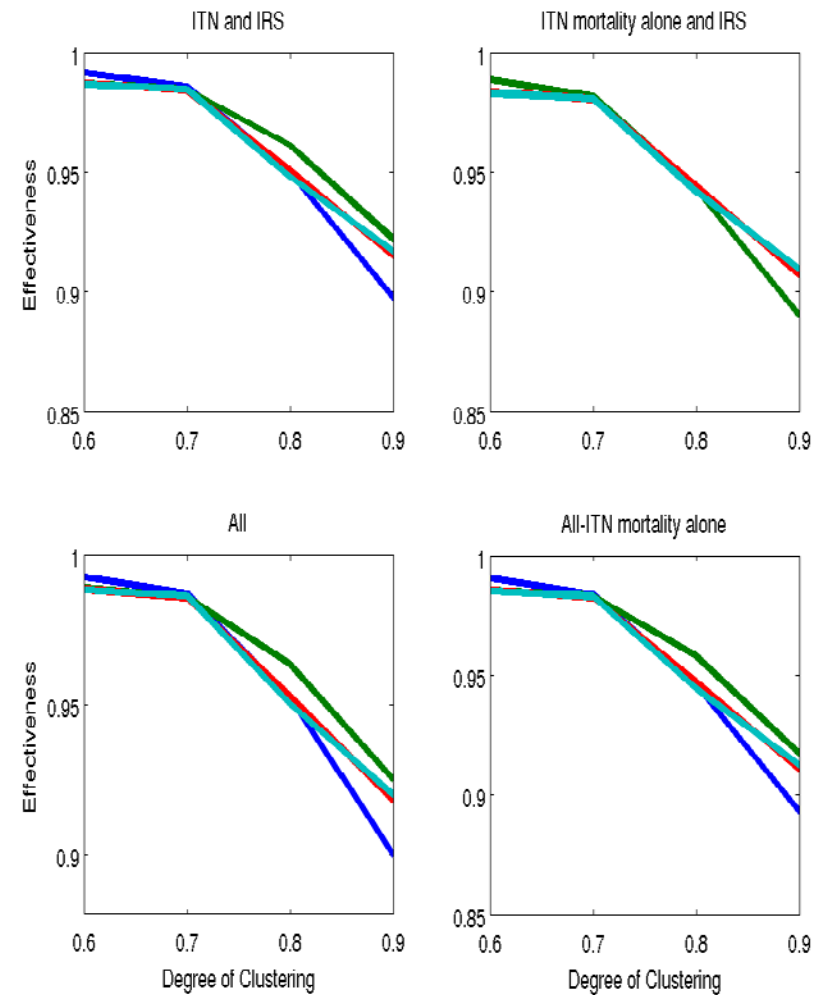 ITN and IRS
1
0.95
0.9
0.85
0.6 0.7 0.8 0.9
Effectiveness
ITN mortality alone and IRS
1
0.95
0.9
0.85
0.6 0.7 0.8 0.9
All
1
0.95
0.9
0.6 0.7 0.8 0.9
Effectiveness
Degree of Clustering
All-ITN mortality alone
1
0.95
0.9
0.85
0.6 0.7 0.8 0.9
Degree of Clustering